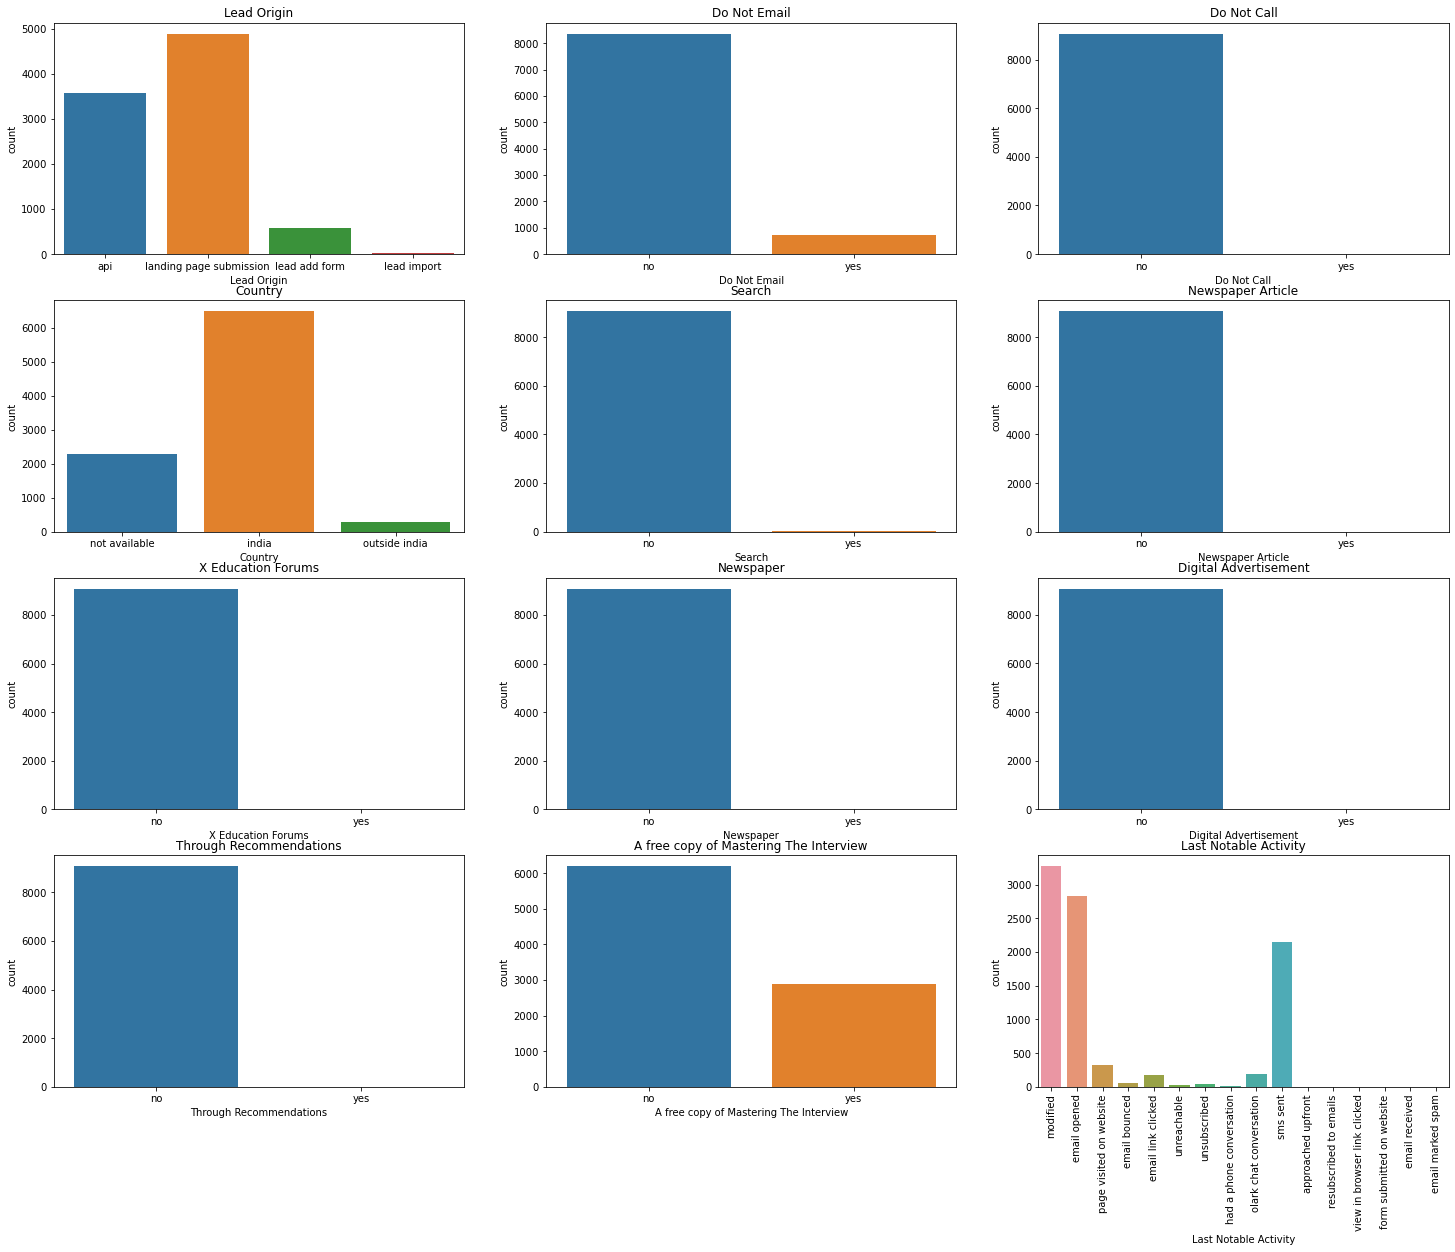 Lead Origin
count
5000
4000
3000
2000
1000
0
api
landing page submission
lead add form
lead import
Lead Origin
Do Not Email
count
8000
7000
6000
5000
4000
3000
2000
1000
0
no
yes
Do Not Email
Do Not Call
count
8000
6000
4000
2000
0
no
yes
Do Not Call
Country
count
6000
5000
4000
3000
2000
1000
0
not available
india
outside india
Country
Search
count
8000
6000
4000
2000
0
no
yes
Search
Newspaper Article
count
8000
6000
4000
2000
0
no
yes
Newspaper Article
X Education Forums
count
8000
6000
4000
2000
0
no
yes
X Education Forums
Newspaper
count
8000
6000
4000
2000
0
no
yes
Newspaper
Digital Advertisement
count
8000
6000
4000
2000
0
no
yes
Digital Advertisement
Through Recommendations
count
8000
6000
4000
2000
0
no
yes
Through Recommendations
A free copy of Mastering The Interview
count
6000
5000
4000
3000
2000
1000
0
no
yes
A free copy of Mastering The Interview
Last Notable Activity
count
3000
2500
2000
1500
1000
500
0
modified
email opened
page visited on website
email bounced
email link clicked
unreachable
unsubscribed
had a phone conversation
olark chat conversation
sms sent
approached upfront
resubscribed to emails
view in browser link clicked
form submitted on website
email received
email marked spam
Last Notable Activity